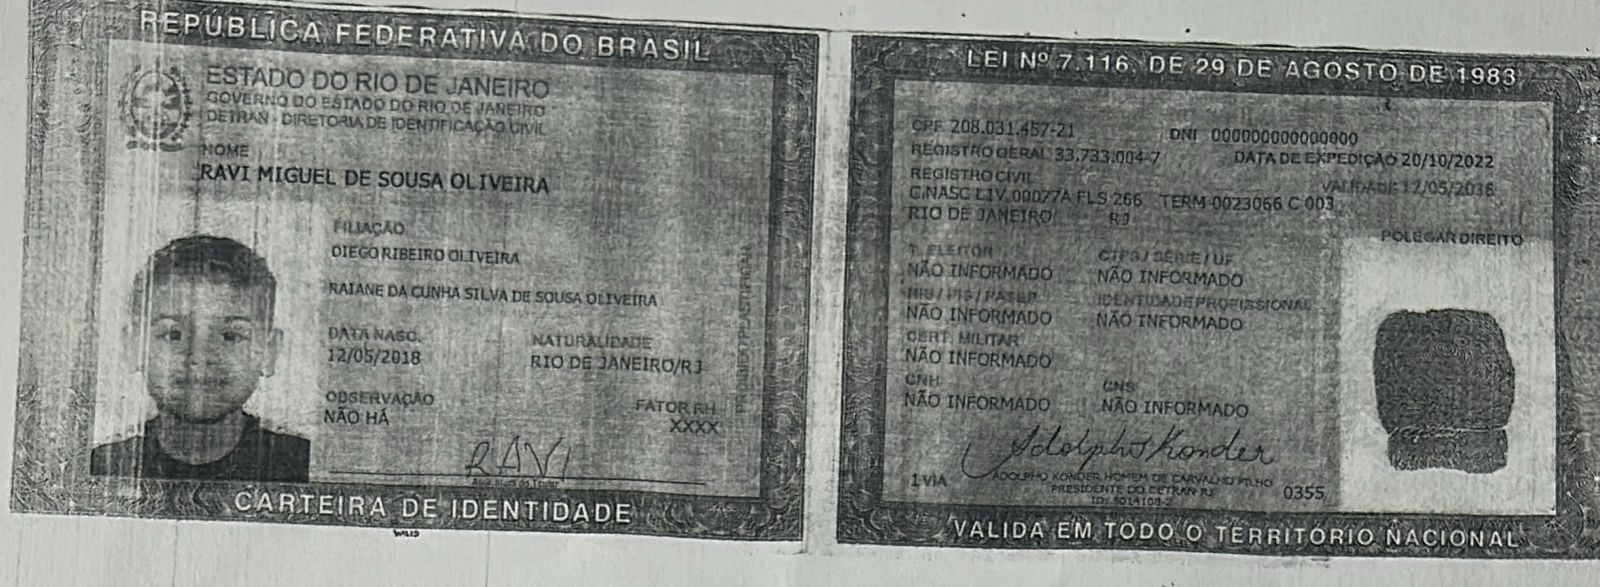 REPÚBLICA FEDERATIVA DO BRASIL
ESTADO DO RIO DE JANEIRO
GOVERNO DO ESTADO DO RIO DE JANEIRO
DETRAN - DIRETORIA DE IDENTIFICAÇÃO CIVIL
NOME
RAVI MIGUEL DE SOUSA OLIVEIRA
FILIAÇÃO
DIEGO RIBEIRO OLIVEIRA
RAIANE DA CUNHA SILVA DE SOUSA OLIVEIRA
DATA NASC. NATURALIDADE
12/05/2018 RIO DE JANEIRO/RJ
OBSERVAÇÃO FATOR RH
NÃO HÁ XXXX
RAVI
Assinatura do Titular
CARTEIRA DE IDENTIDADE
LEI Nº 7.116, DE 29 DE AGOSTO DE 1983
CPF 208.031.457-21 DNI 000000000000000
REGISTRO GERAL 33.733.004-7 DATA DE EXPEDIÇÃO 20/10/2022
REGISTRO CIVIL VALIDADE 12/05/2036
C.NASC LIV 00077A FLS 266 TERM 0023066 C 003
RIO DE JANEIRO RJ
POLEGAR DIREITO
T. ELEITOR CTPS / SÉRIE / UF
NÃO INFORMADO NÃO INFORMADO
NIS / PIS / PASEP IDENTIDADE PROFISSIONAL
NÃO INFORMADO NÃO INFORMADO
CERT. MILITAR
NÃO INFORMADO
CNH CNS
NÃO INFORMADO NÃO INFORMADO
Adolpho Konder
1 VIA ADOLPHO KONDER HOMEM DE CARVALHO FILHO 0355
PRESIDENTE DO DETRAN RJ
VALIDA EM TODO O TERRITÓRIO NACIONAL